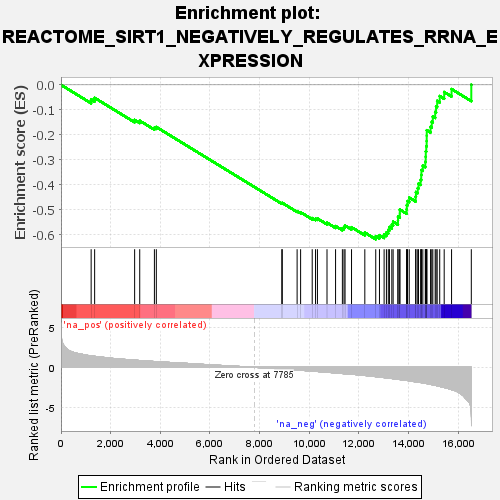 Enrichment plot:
REACTOME_SIRT1_NEGATIVELY_REGULATES_RRNA_E
XPRESSION
Enrichment score (ES)
0.0
-0.1
-0.2
-0.3
-0.4
-0.5
-0.6
'na_pos' (positively correlated)
Ranked list metric (PreRanked)
5
0
-5
Zero cross at 7785
'na_neg' (negatively correlated)
0
2,000
4,000
6,000
8,000
10,000
12,000
14,000
16,000
Rank in Ordered Dataset
Enrichment profile
Hits
Ranking metric scores